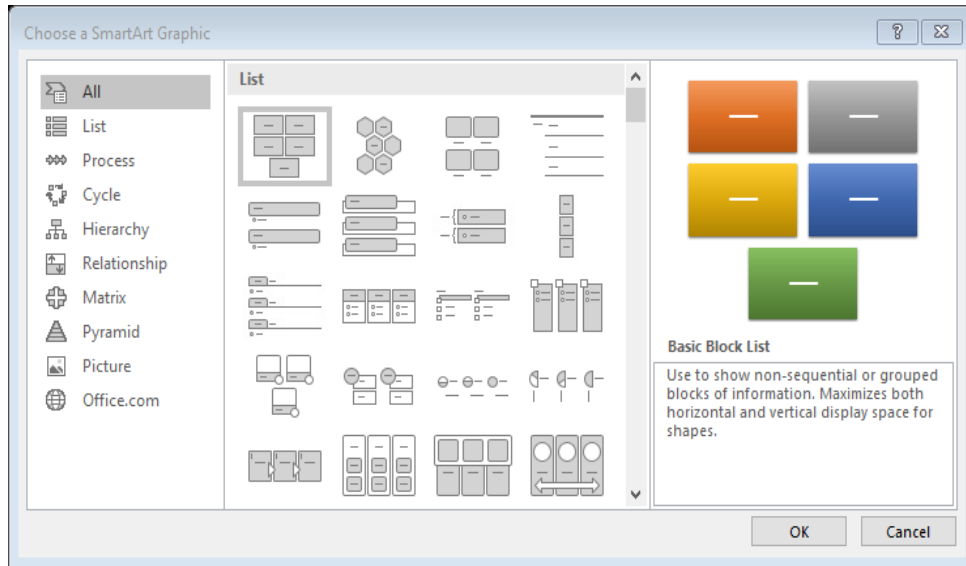 Choose a SmartArt Graphic
All
List
Process
Cycle
Hierarchy
Relationship
Matrix
Pyramid
Picture
Office.com
List
Basic Block List
Use to show non-sequential or grouped
blocks of information. Maximizes both
horizontal and vertical display space for
shapes.
OK
Cancel